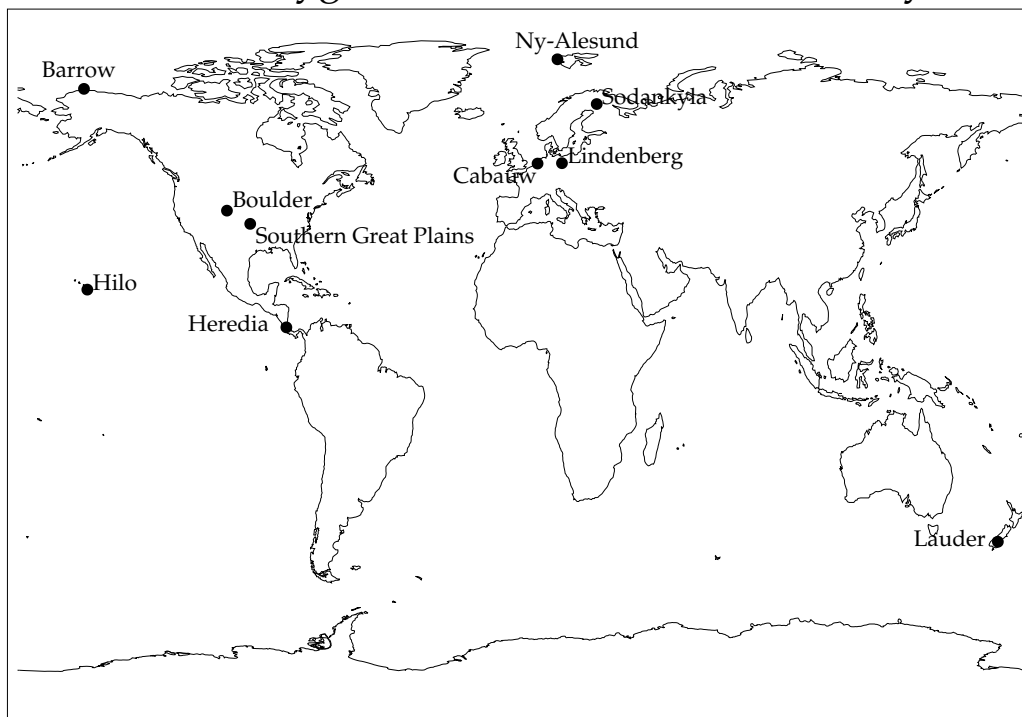 Ny-Alesund
Barrow
Sodankyla
Lindenberg
Cabauw
Boulder
Southern Great Plains
Hilo
Heredia
Lauder